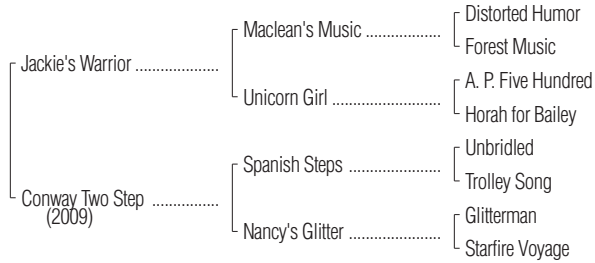 Distorted Humor
Maclean's Music ..................
Forest Music
Jackie's Warrior ....................
A. P. Five Hundred
Unicorn Girl ..........................
Horah for Bailey
Unbridled
Spanish Steps ......................
Trolley Song
Conway Two Step ................
(2009)
Glitterman
Nancy's Glitter ......................
Starfire Voyage